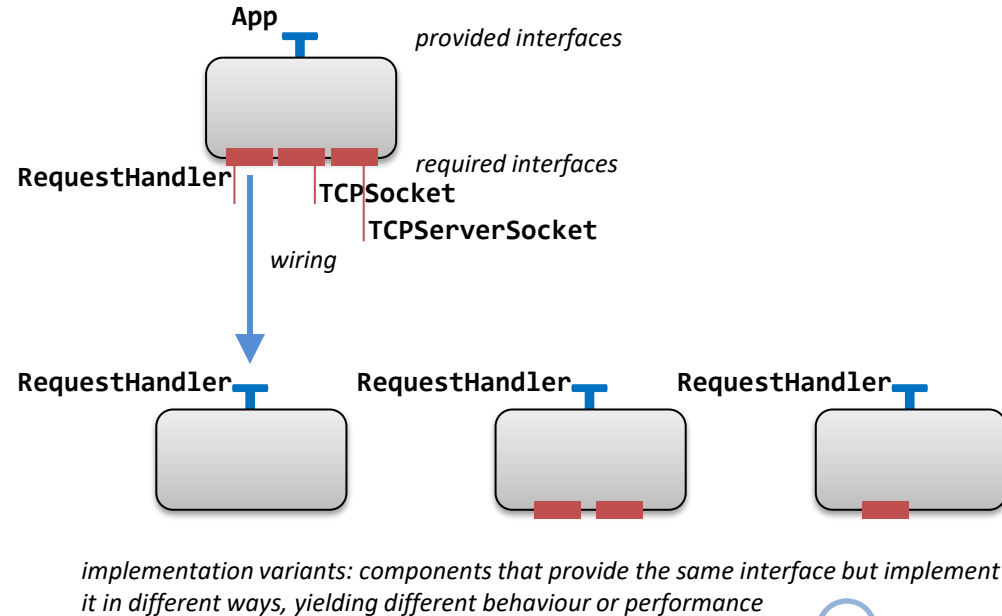 App
provided interfaces
required interfaces
RequestHandler
TCPSocket
TCPServerSocket
wiring
RequestHandler RequestHandler RequestHandler
implementation variants: components that provide the same interface but implement
it in different ways, yielding different behaviour or performance